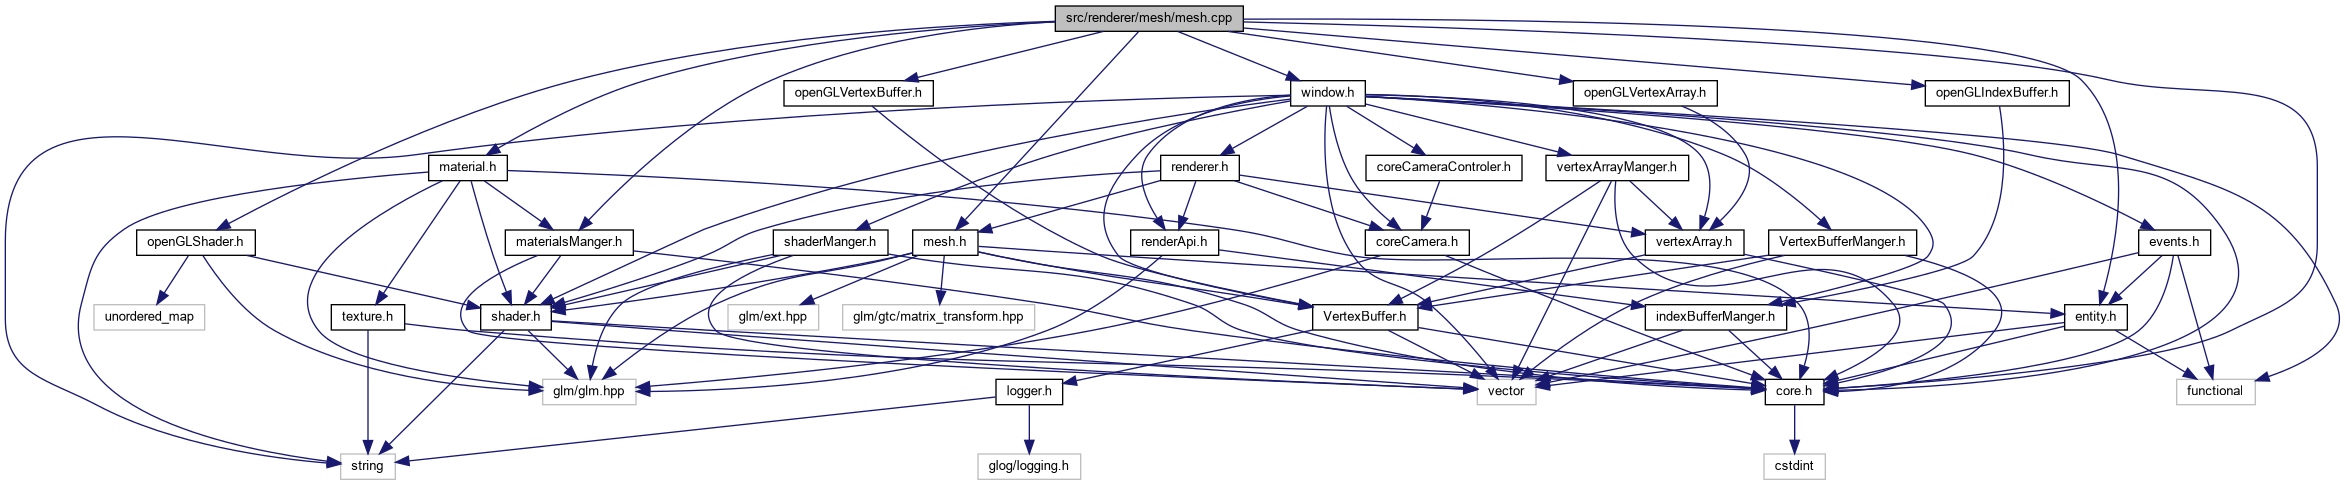 src/renderer/mesh/mesh.cpp
openGLVertexBuffer.h
window.h
openGLVertexArray.h
openGLIndexBuffer.h
material.h
renderer.h
coreCameraControler.h
vertexArrayManger.h
openGLShader.h
materialsManger.h
shaderManger.h
mesh.h
renderApi.h
coreCamera.h
vertexArray.h
VertexBufferManger.h
events.h
unordered_map
texture.h
shader.h
glm/ext.hpp
glm/gtc/matrix_transform.hpp
VertexBuffer.h
indexBufferManger.h
entity.h
glm/glm.hpp
logger.h
vector
core.h
functional
string
glog/logging.h
cstdint